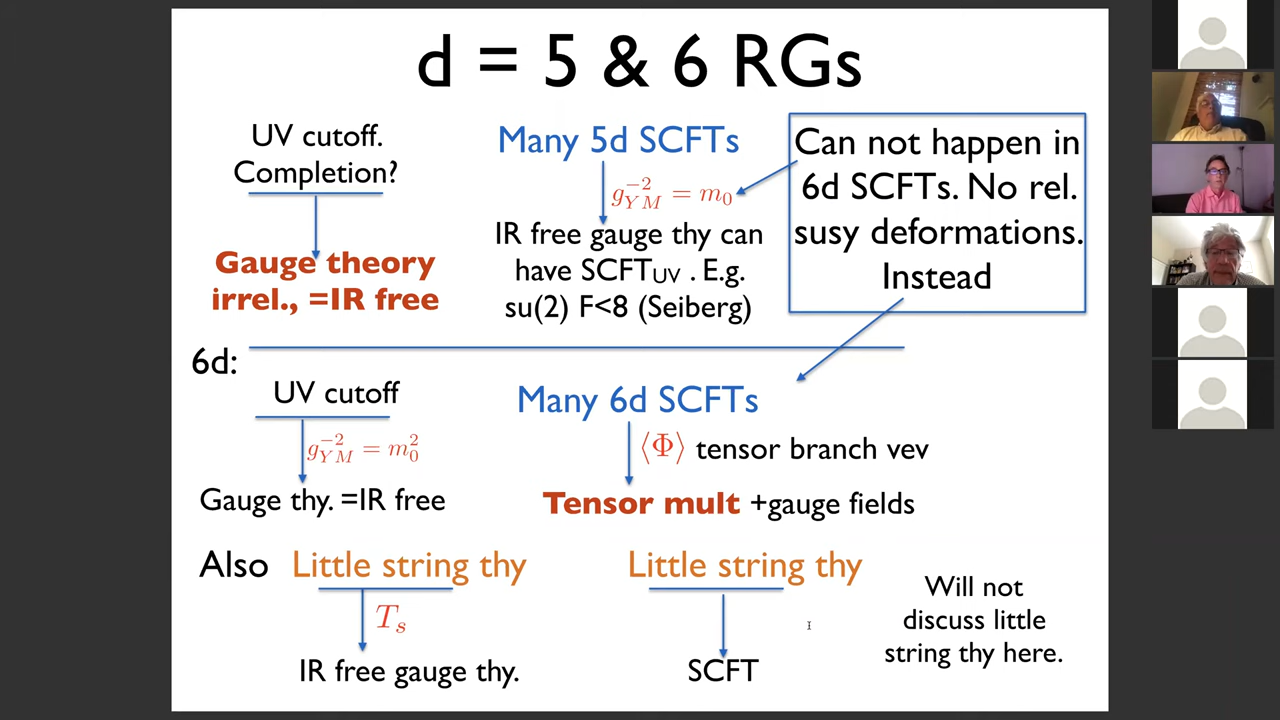 d = 5 & 6 RGs
UV cutoff.
Completion?
Gauge theory
irrel., =IR free
Many 5d SCFTs
g_{YM}^{-2} = m_0
IR free gauge thy can
have SCFT_{UV} . E.g.
su(2) F<8 (Seiberg)
Can not happen in
6d SCFTs. No rel.
susy deformations.
Instead
6d:
UV cutoff
g_{YM}^{-2} = m_0^2
Gauge thy. =IR free
Many 6d SCFTs
⟨Φ⟩ tensor branch vev
Tensor mult +gauge fields
Also Little string thy
T_s
IR free gauge thy.
Little string thy
SCFT
Will not
discuss little
string thy here.